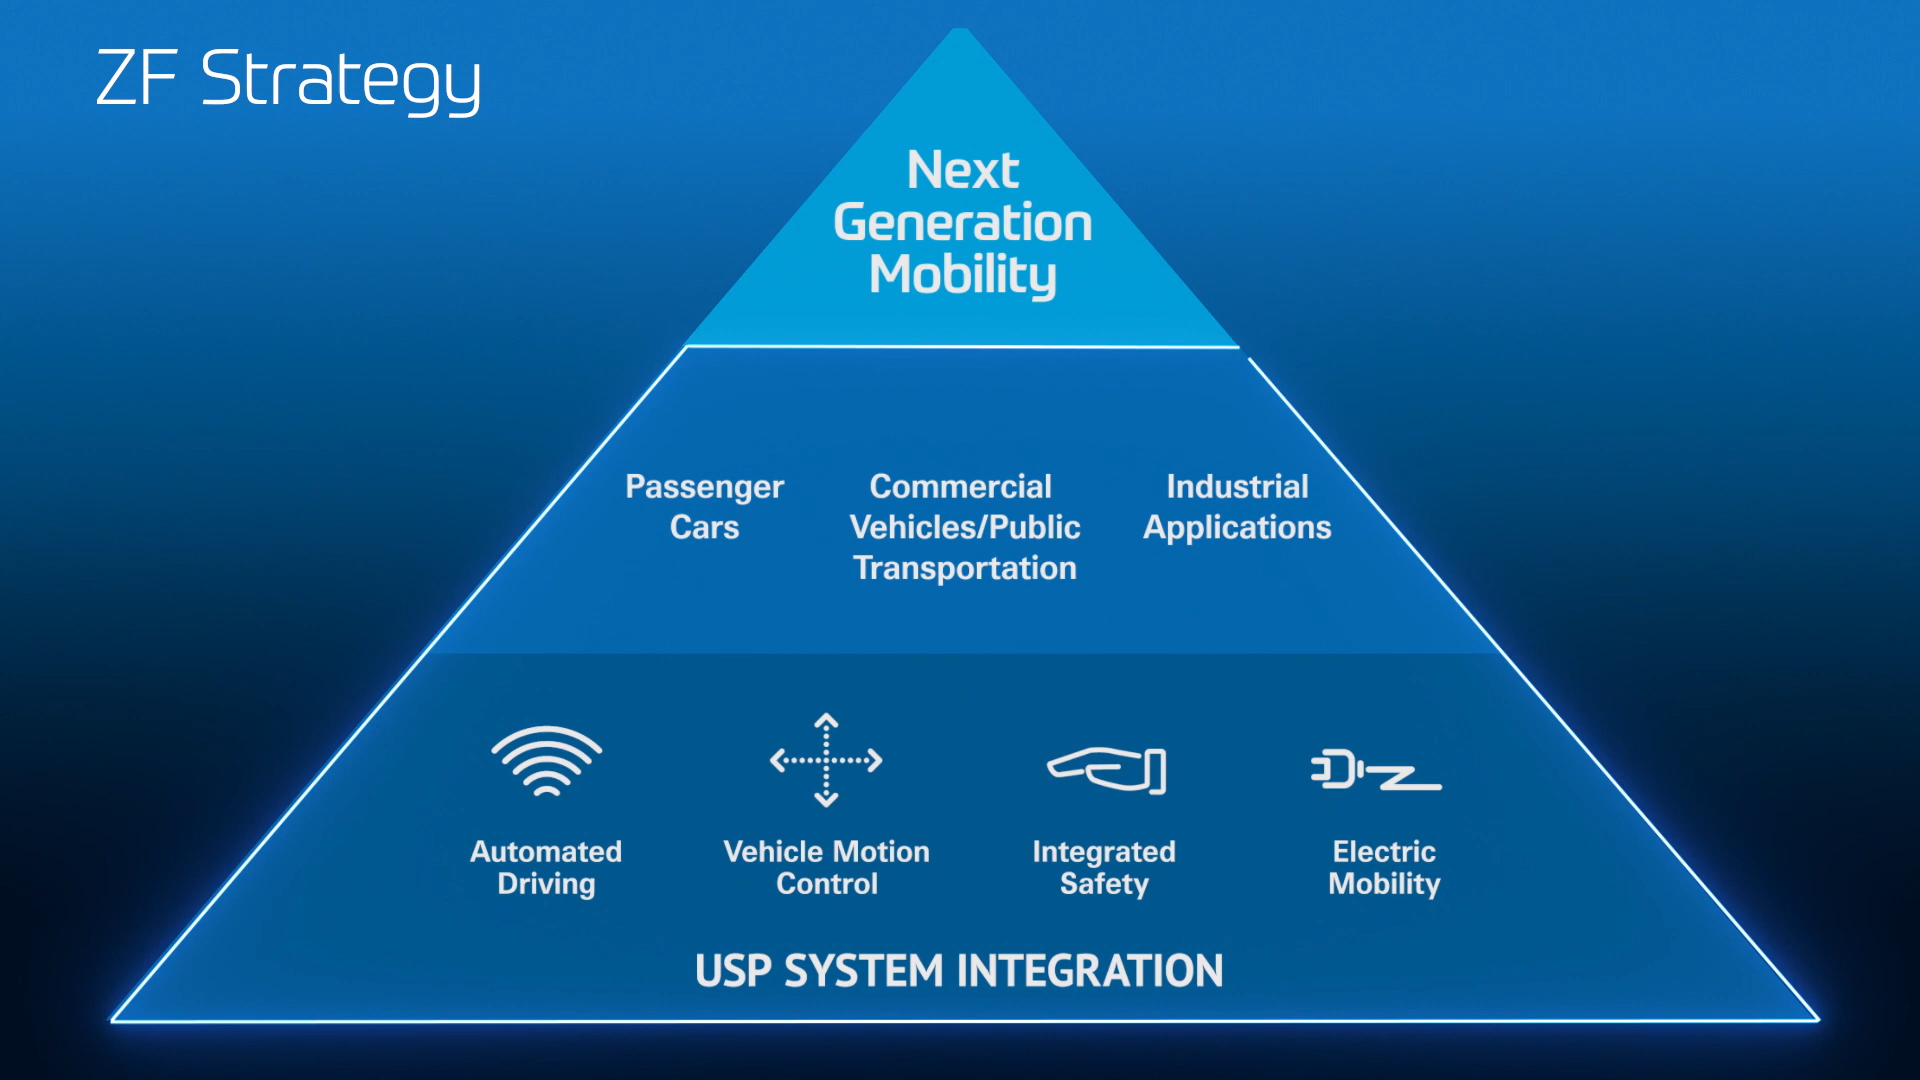 ZF Strategy
Next
Generation
Mobility
Passenger
Cars
Commercial
Vehicles/Public
Transportation
Industrial
Applications
Automated
Driving
Vehicle Motion
Control
Integrated
Safety
Electric
Mobility
USP SYSTEM INTEGRATION